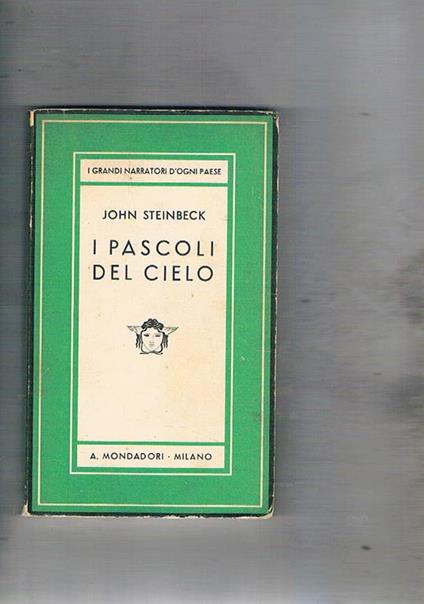 I GRANDI NARRATORI D'OGNI PAESE
JOHN STEINBECK
I PASCOLI
DEL CIELO
A. MONDADORI · MILANO